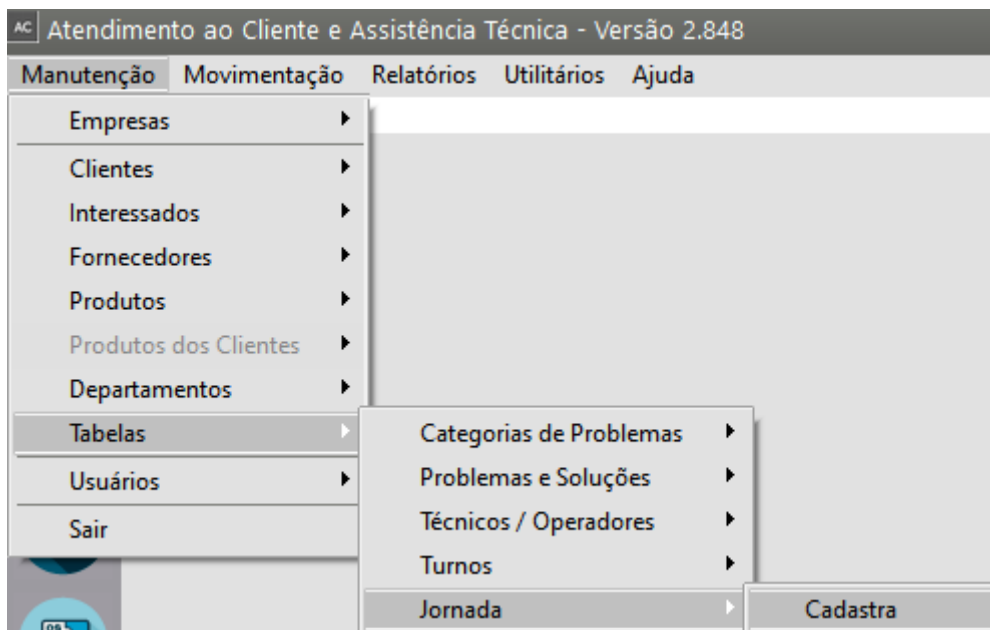 AC Atendimento ao Cliente e Assistência Técnica - Versão 2.848
Manutenção Movimentação Relatórios Utilitários Ajuda
Empresas
Clientes
Interessados
Fornecedores
Produtos
Produtos dos Clientes
Departamentos
Tabelas
Usuários
Sair
Categorias de Problemas
Problemas e Soluções
Técnicos / Operadores
Turnos
Jornada
Cadastra
OS